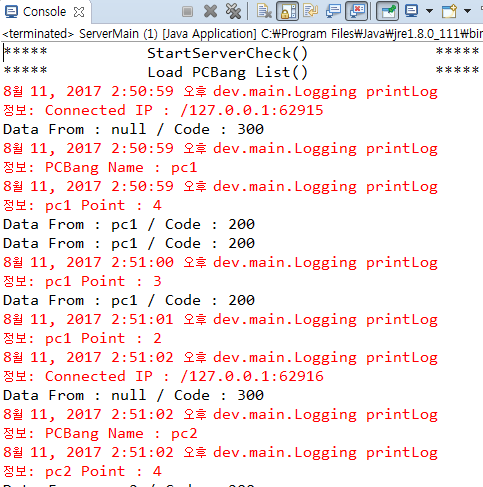 Console
<terminated> ServerMain (1) [Java Application] C:\Program Files\Java\jre1.8.0_111\bin
***** StartServerCheck() *****
***** Load PCBang List() *****
8월 11, 2017 2:50:59 오후 dev.main.Logging printLog
정보: Connected IP : /127.0.0.1:62915
Data From : null / Code : 300
8월 11, 2017 2:50:59 오후 dev.main.Logging printLog
정보: PCBang Name : pc1
8월 11, 2017 2:50:59 오후 dev.main.Logging printLog
정보: pc1 Point : 4
Data From : pc1 / Code : 200
Data From : pc1 / Code : 200
8월 11, 2017 2:51:00 오후 dev.main.Logging printLog
정보: pc1 Point : 3
Data From : pc1 / Code : 200
8월 11, 2017 2:51:01 오후 dev.main.Logging printLog
정보: pc1 Point : 2
8월 11, 2017 2:51:02 오후 dev.main.Logging printLog
정보: Connected IP : /127.0.0.1:62916
Data From : null / Code : 300
8월 11, 2017 2:51:02 오후 dev.main.Logging printLog
정보: PCBang Name : pc2
8월 11, 2017 2:51:02 오후 dev.main.Logging printLog
정보: pc2 Point : 4